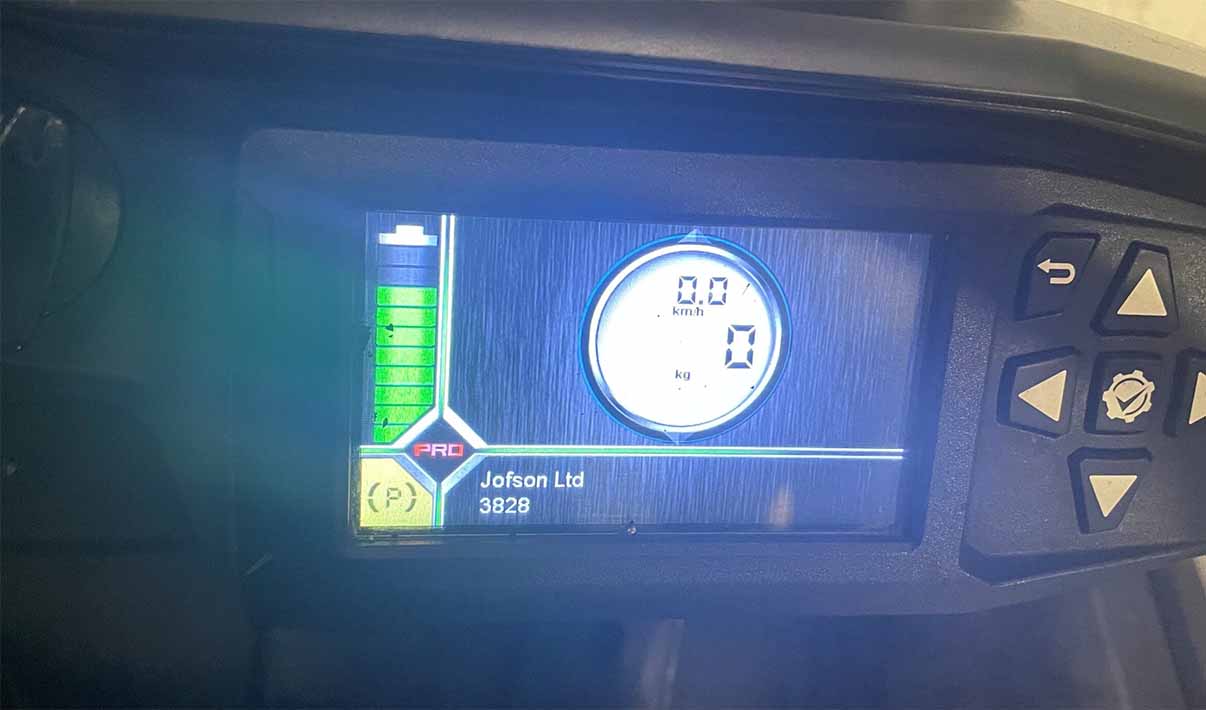 0.0
km/h
0
kg
PRO
(P)
Jofson Ltd
3828